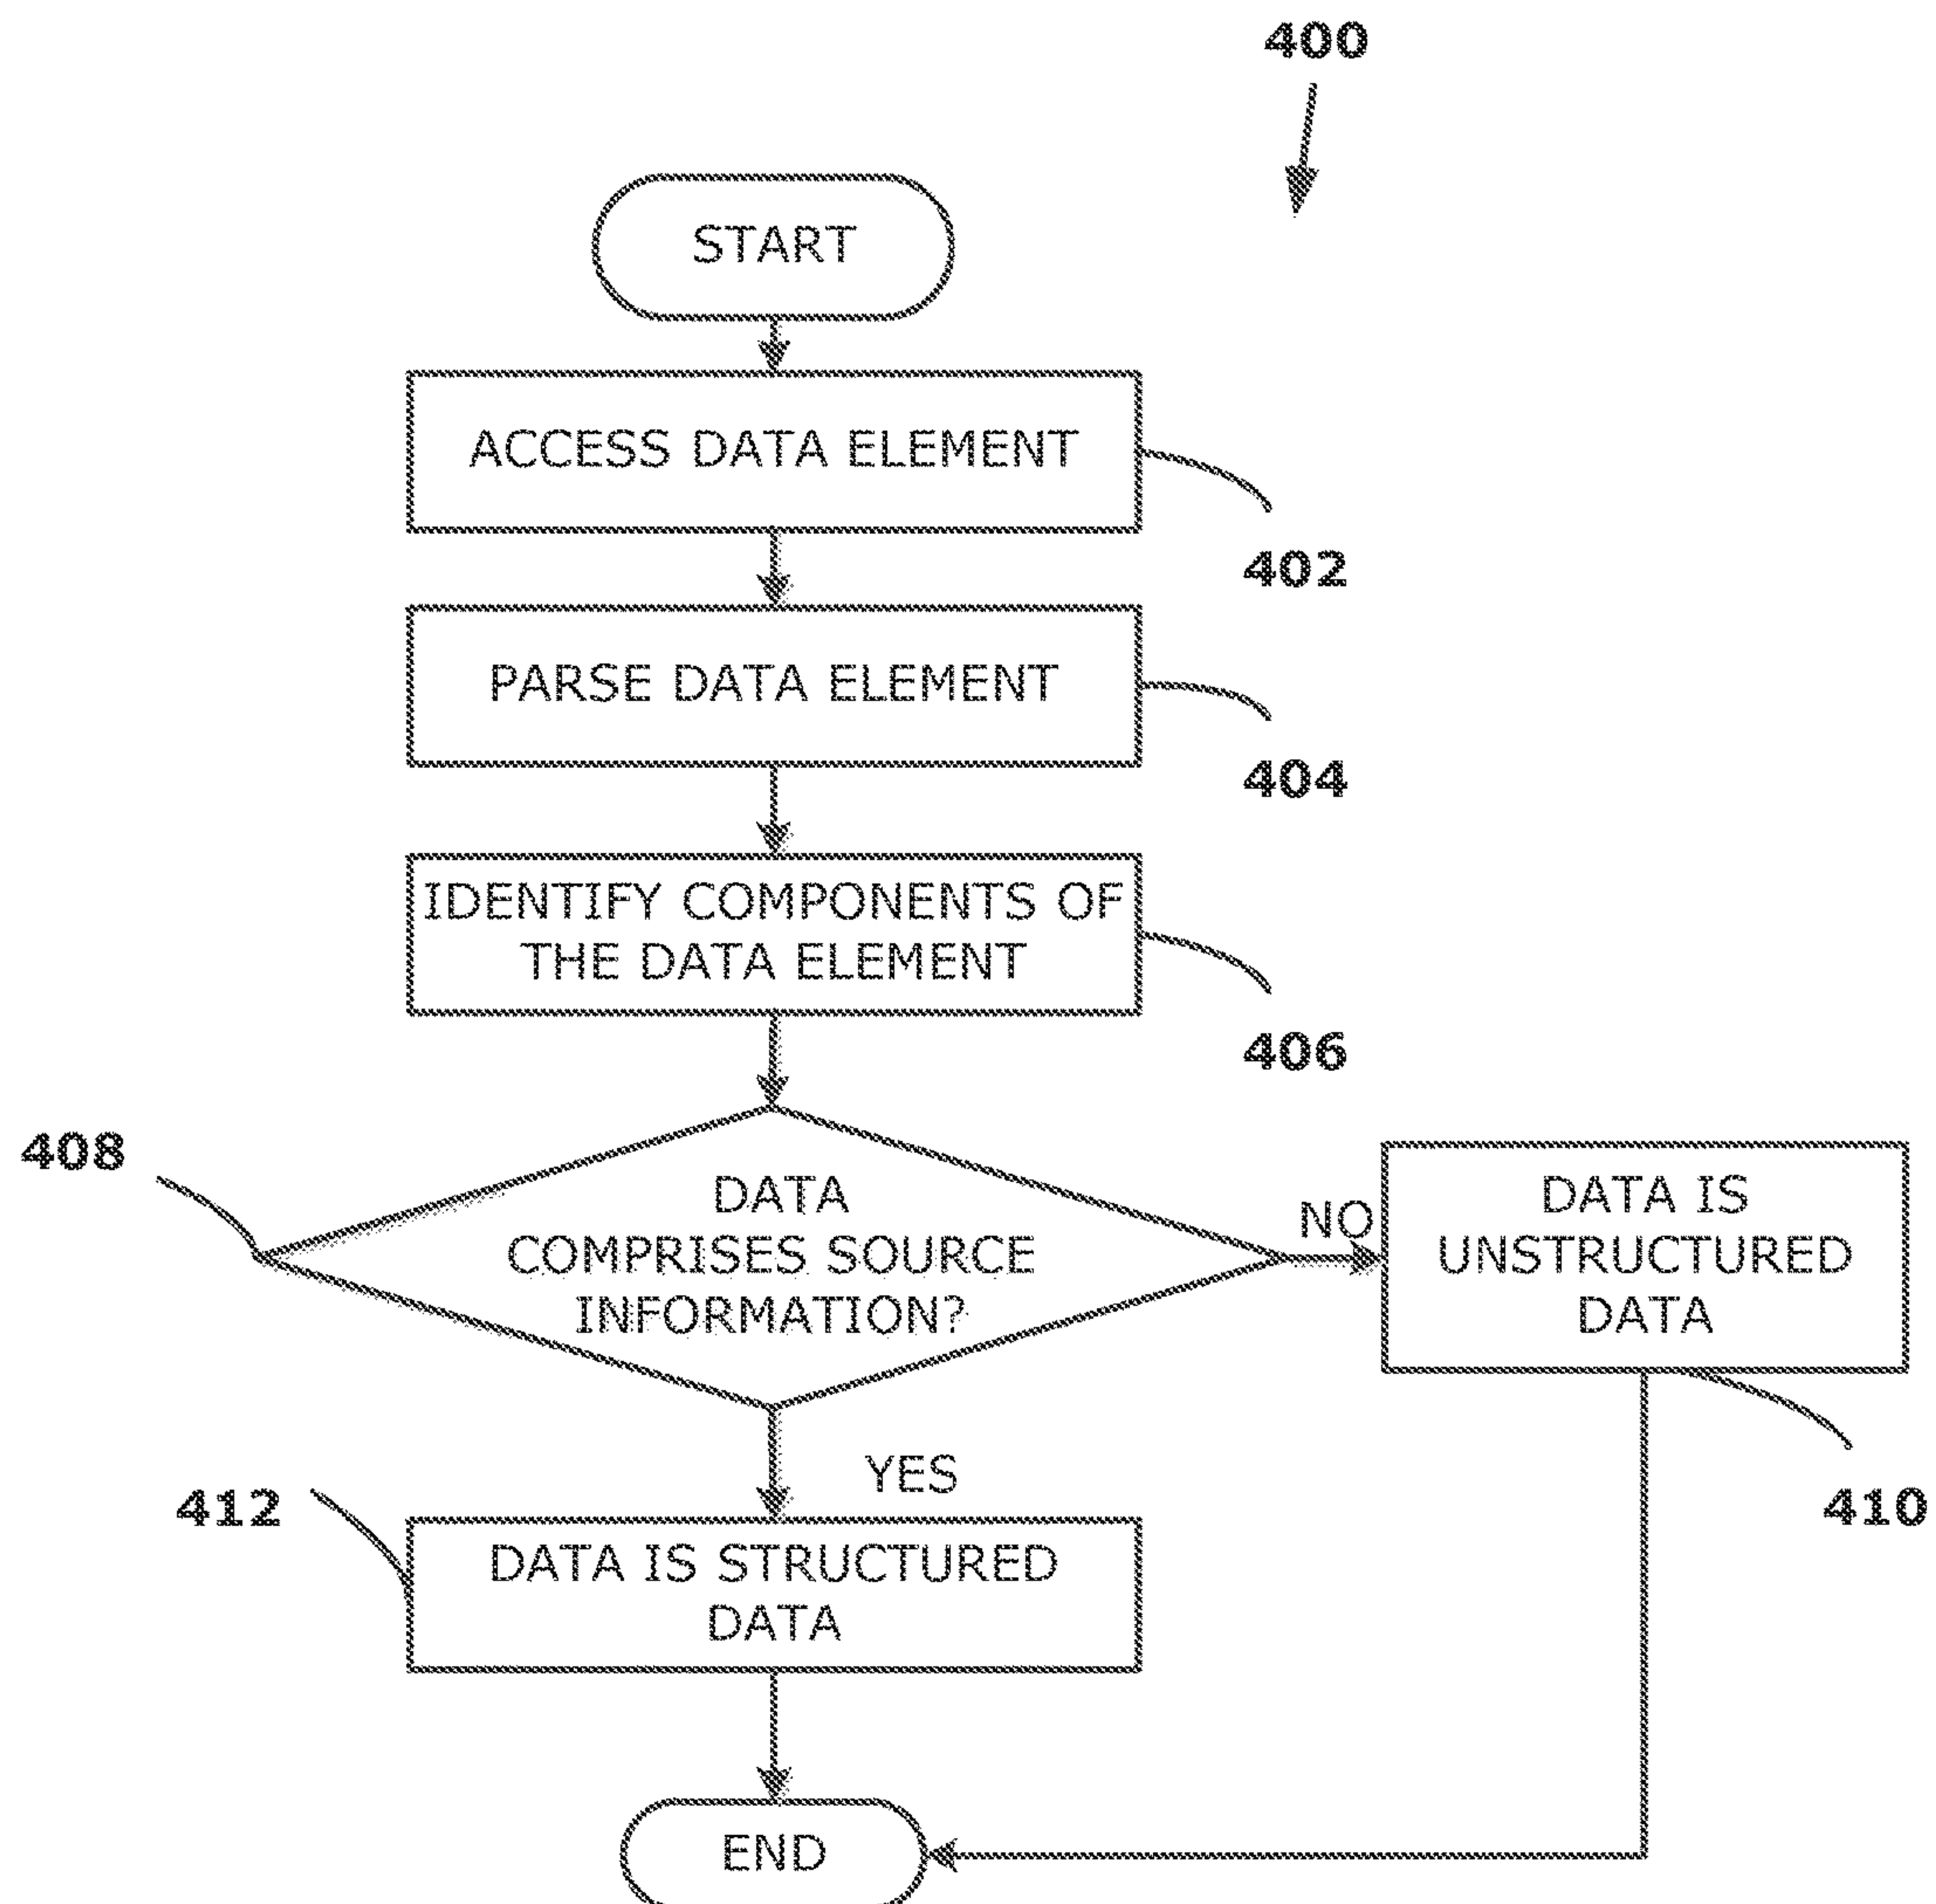 400
START
ACCESS DATA ELEMENT
402
PARSE DATA ELEMENT
404
IDENTIFY COMPONENTS OF
THE DATA ELEMENT
406
408
DATA
COMPRISES SOURCE
INFORMATION?
NO
DATA IS
UNSTRUCTURED
DATA
410
YES
412
DATA IS STRUCTURED
DATA
END